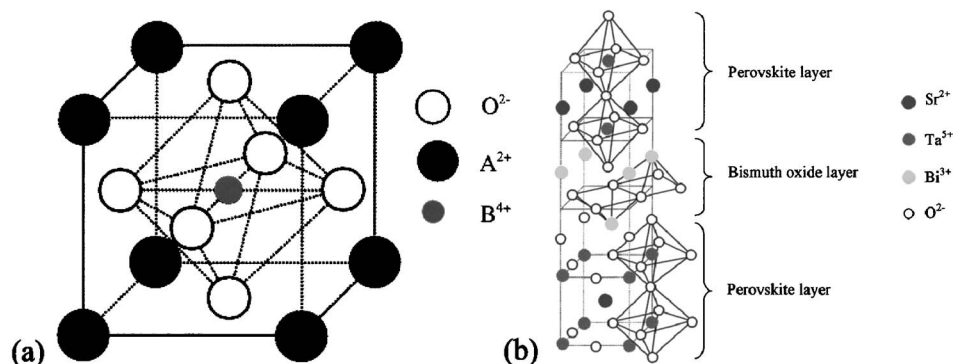 O²⁻
A²⁺
B⁴⁺
(a)
Perovskite layer
Bismuth oxide layer
Perovskite layer
Sr²⁺
Ta⁵⁺
Bi³⁺
O²⁻
(b)